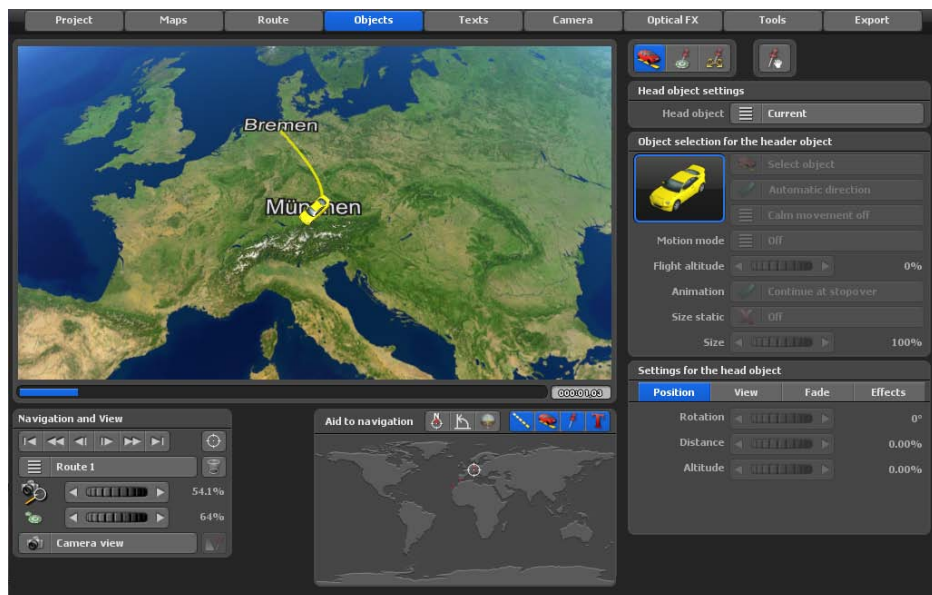 Project Maps Route Objects Texts Camera Optical FX Tools Export
Bremen
München
000:01,03
Head object settings
Head object Current
Object selection for the header object
Select object
Automatic direction
Calm movement off
Motion mode Off
Flight altitude 0%
Animation Continue at stopover
Size static Off
Size 100%
Settings for the head object
Position View Fade Effects
Rotation 0°
Distance 0.00%
Altitude 0.00%
Navigation and View
Route 1
54.1%
64%
Camera view
Aid to navigation